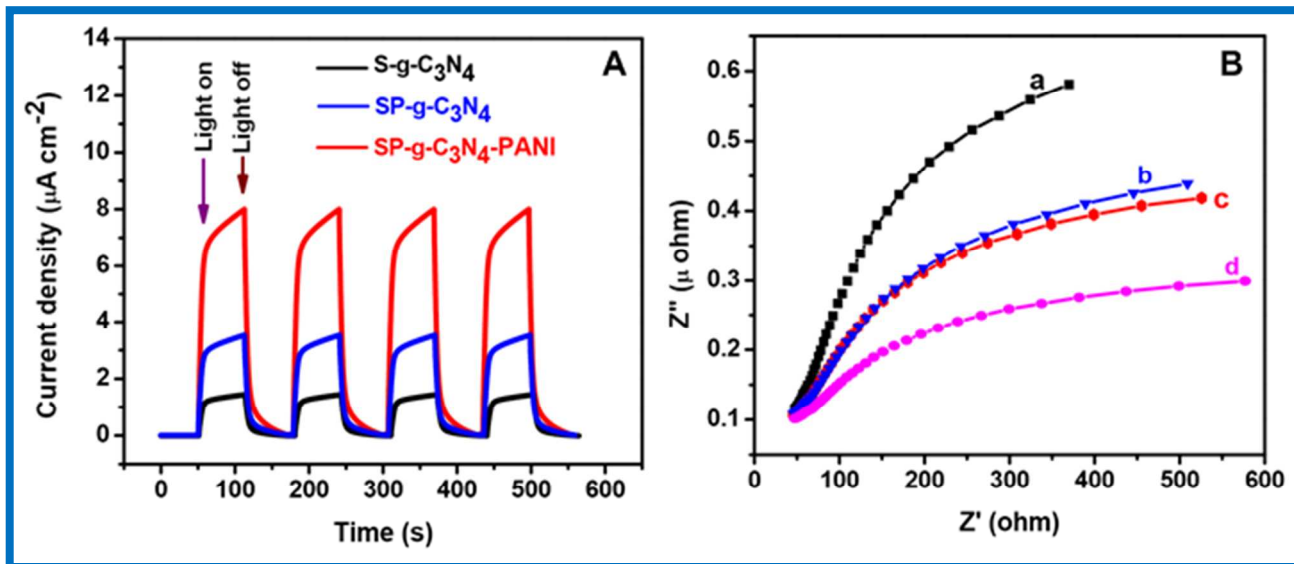 A
S-g-C₃N₄
SP-g-C₃N₄
SP-g-C₃N₄-PANI
Light on
Light off
Current density (μA cm⁻²)
14
12
10
8
6
4
2
0
0 100 200 300 400 500 600
Time (s)
B
a
b
c
d
Z'' (μ ohm)
0.6
0.5
0.4
0.3
0.2
0.1
0 100 200 300 400 500 600
Z' (ohm)